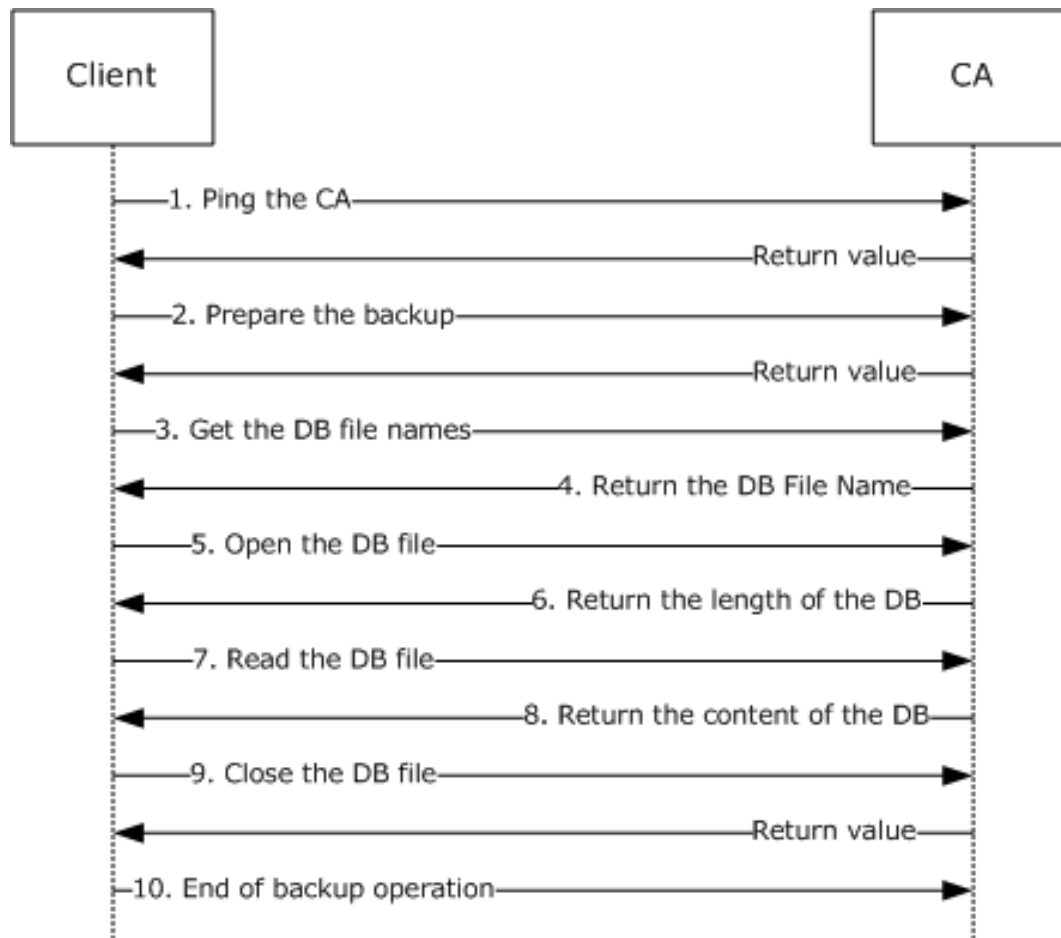 Client
CA
1. Ping the CA
Return value
2. Prepare the backup
Return value
3. Get the DB file names
4. Return the DB File Name
5. Open the DB file
6. Return the length of the DB
7. Read the DB file
8. Return the content of the DB
9. Close the DB file
Return value
10. End of backup operation